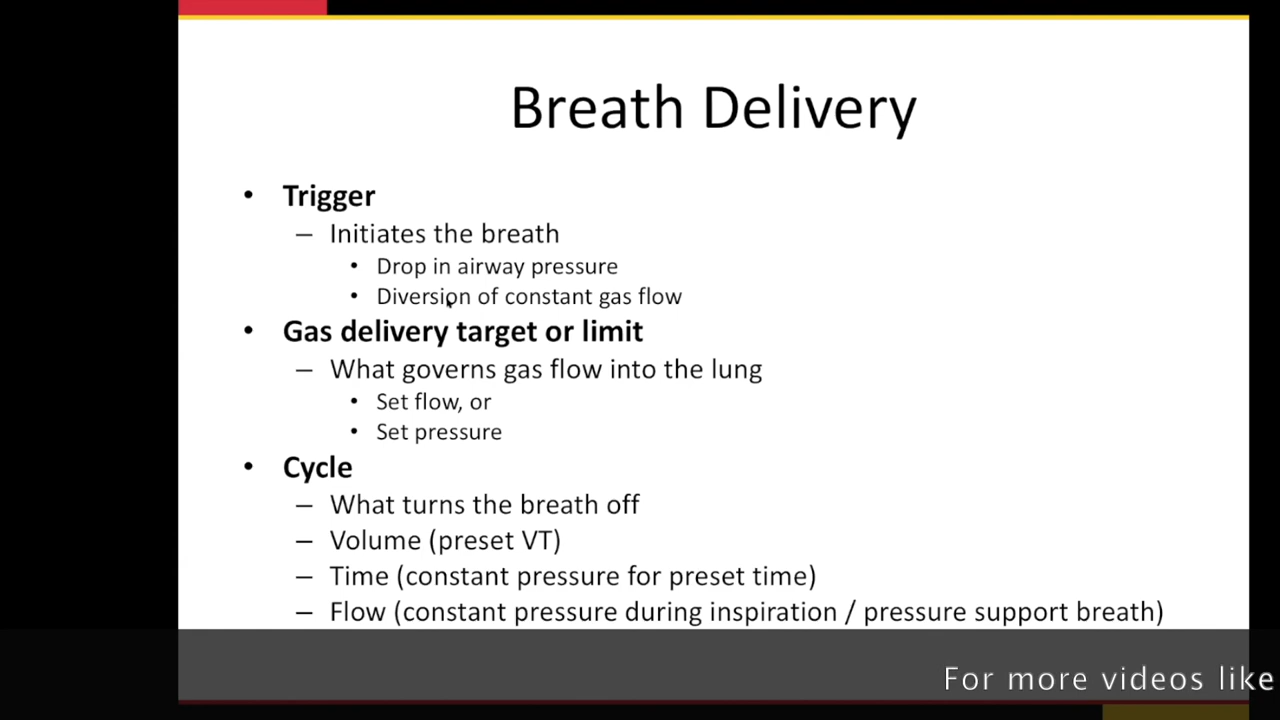 Breath Delivery
• Trigger
– Initiates the breath
• Drop in airway pressure
• Diversion of constant gas flow
• Gas delivery target or limit
– What governs gas flow into the lung
• Set flow, or
• Set pressure
• Cycle
– What turns the breath off
– Volume (preset VT)
– Time (constant pressure for preset time)
– Flow (constant pressure during inspiration / pressure support breath)
For more videos like